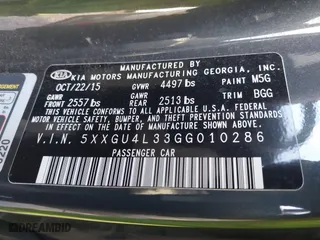 MANUFACTURED BY
KIA KIA MOTORS MANUFACTURING GEORGIA, INC.
OCT/22/15 GVWR 4497 lbs PAINT M5G
GAWR GAWR
FRONT 2557 lbs REAR 2513 lbs TRIM BGG
THIS VEHICLE CONFORMS TO ALL APPLICABLE
FEDERAL MOTOR VEHICLE SAFETY, BUMPER, AND
THEFT PREVENTION STANDARDS IN EFFECT ON THE
DATE OF MANUFACTURE SHOWN ABOVE.
V.I.N. 5XXGU4L33GG010286
PASSENGER CAR
DREAMBID